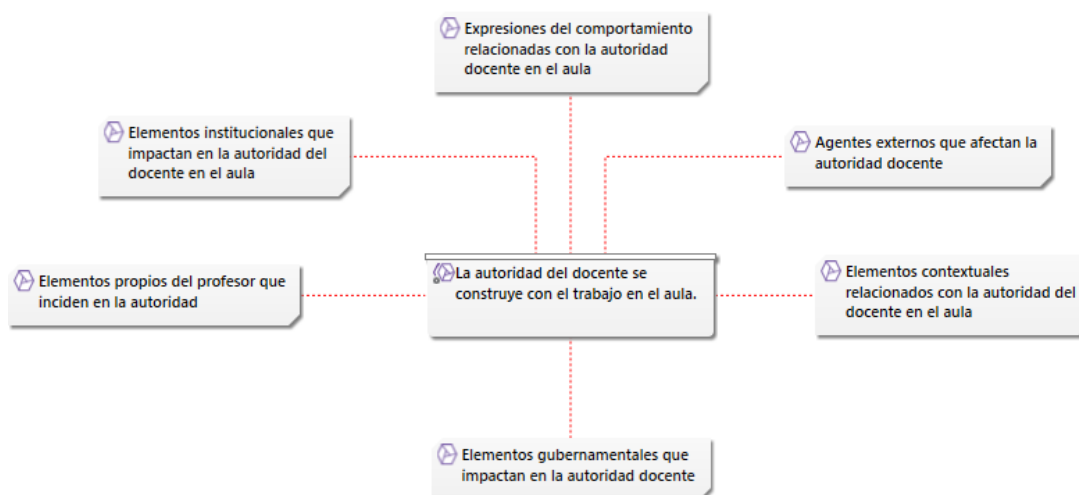 Expresiones del comportamiento
relacionadas con la autoridad
docente en el aula
Elementos institucionales que
impactan en la autoridad del
docente en el aula
Agentes externos que afectan la
autoridad docente
Elementos propios del profesor que
inciden en la autoridad
La autoridad del docente se
construye con el trabajo en el aula.
Elementos contextuales
relacionados con la autoridad del
docente en el aula
Elementos gubernamentales que
impactan en la autoridad docente